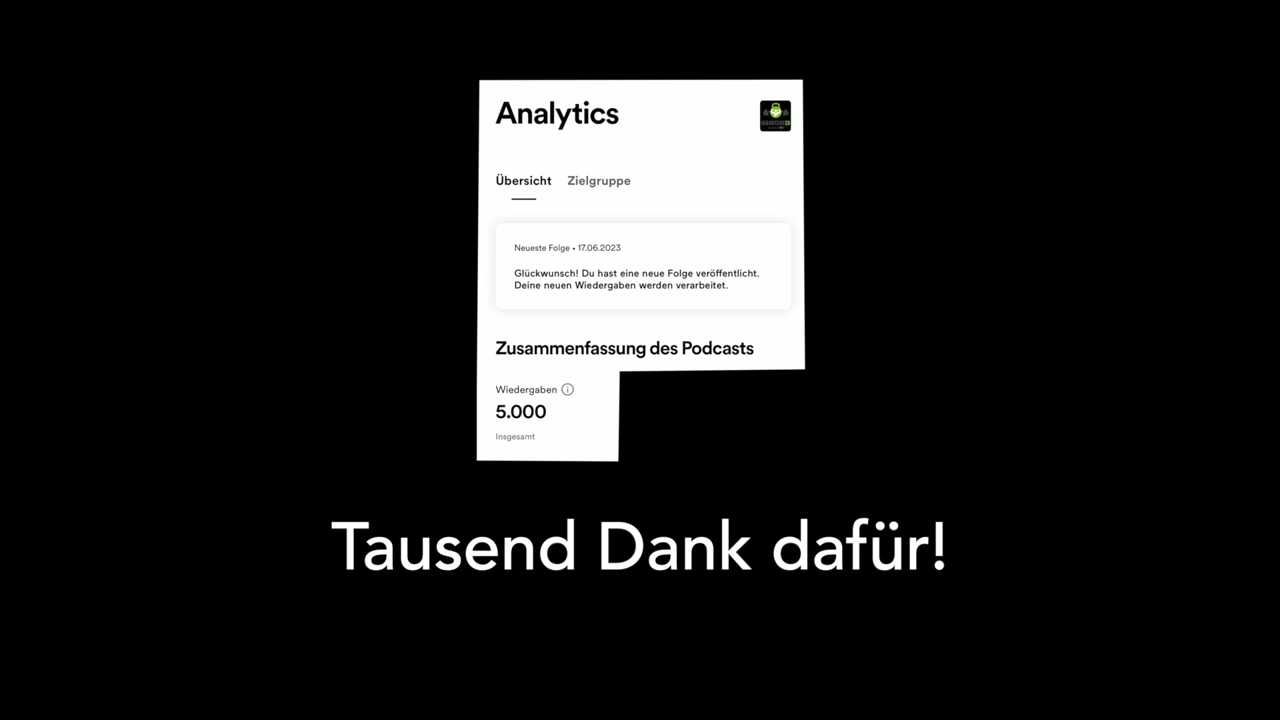 Analytics
Übersicht Zielgruppe
Neueste Folge • 17.06.2023
Glückwunsch! Du hast eine neue Folge veröffentlicht.
Deine neuen Wiedergaben werden verarbeitet.
Zusammenfassung des Podcasts
Wiedergaben
5.000
Insgesamt
Tausend Dank dafür!